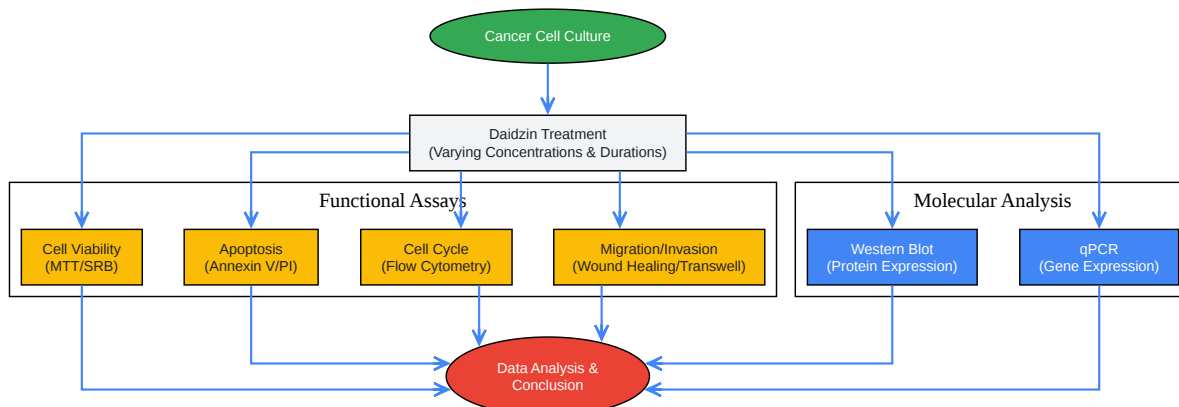 Cancer Cell Culture
Daidzin Treatment
(Varying Concentrations & Durations)
Functional Assays
Molecular Analysis
Cell Viability
(MTT/SRB)
Apoptosis
(Annexin V/PI)
Cell Cycle
(Flow Cytometry)
Migration/Invasion
(Wound Healing/Transwell)
Western Blot
(Protein Expression)
qPCR
(Gene Expression)
Data Analysis &
Conclusion